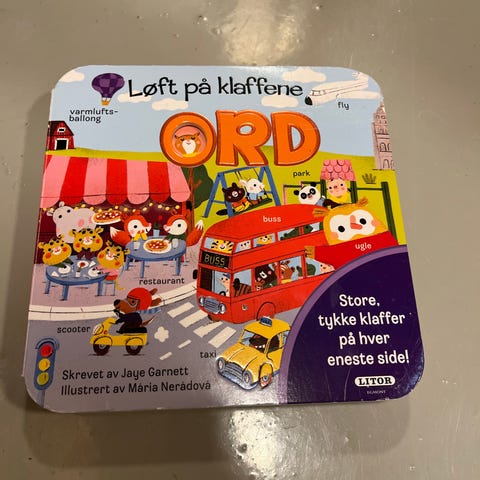 Løft på klaffene
varmlufts-
ballong
fly
ORD
park
buss
BUSS
ugle
restaurant
scooter
taxi
Store,
tykke klaffer
på hver
eneste side!
Skrevet av Jaye Garnett
Illustrert av Mária Nerádová
LITOR
EGMONT